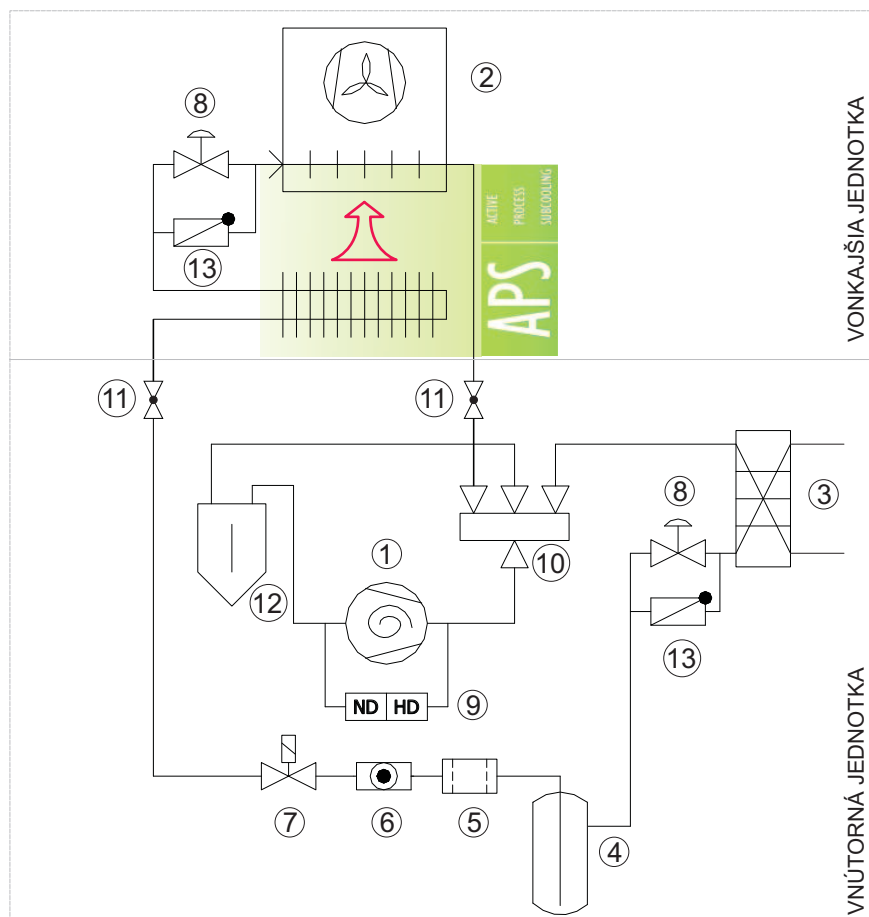 2
8
VONKAJŠIA JEDNOTKA
ACTIVE
PROCESS
SUBCOOLING
APS
13
11
11
8
3
1
10
12
13
9
ND HD
VNÚTORNÁ JEDNOTKA
7
6
5
4